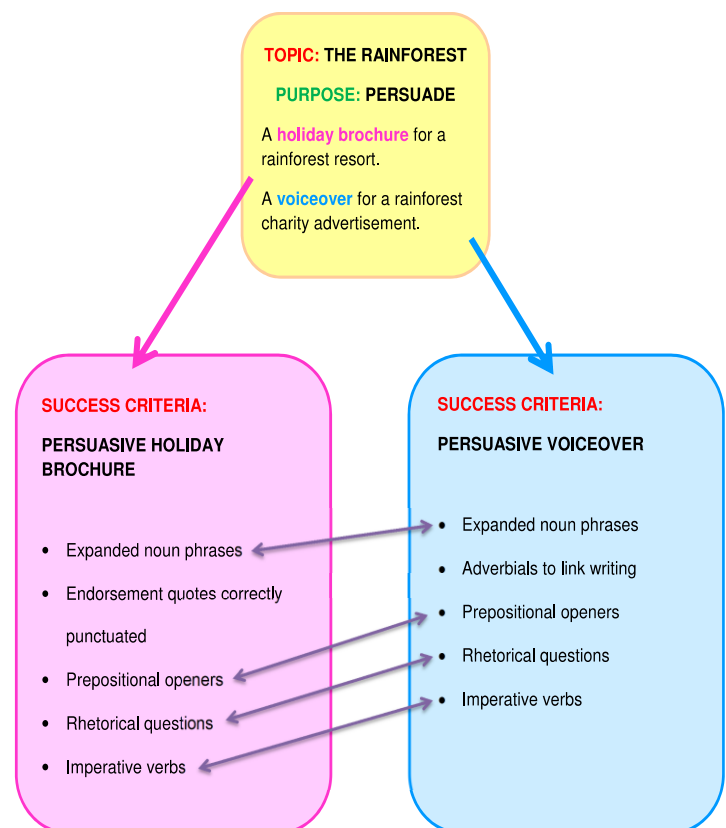 TOPIC: THE RAINFOREST
PURPOSE: PERSUADE
A holiday brochure for a
rainforest resort.
A voiceover for a rainforest
charity advertisement.
SUCCESS CRITERIA:
PERSUASIVE HOLIDAY
BROCHURE
• Expanded noun phrases
• Endorsement quotes correctly
punctuated
• Prepositional openers
• Rhetorical questions
• Imperative verbs
SUCCESS CRITERIA:
PERSUASIVE VOICEOVER
• Expanded noun phrases
• Adverbials to link writing
• Prepositional openers
• Rhetorical questions
• Imperative verbs